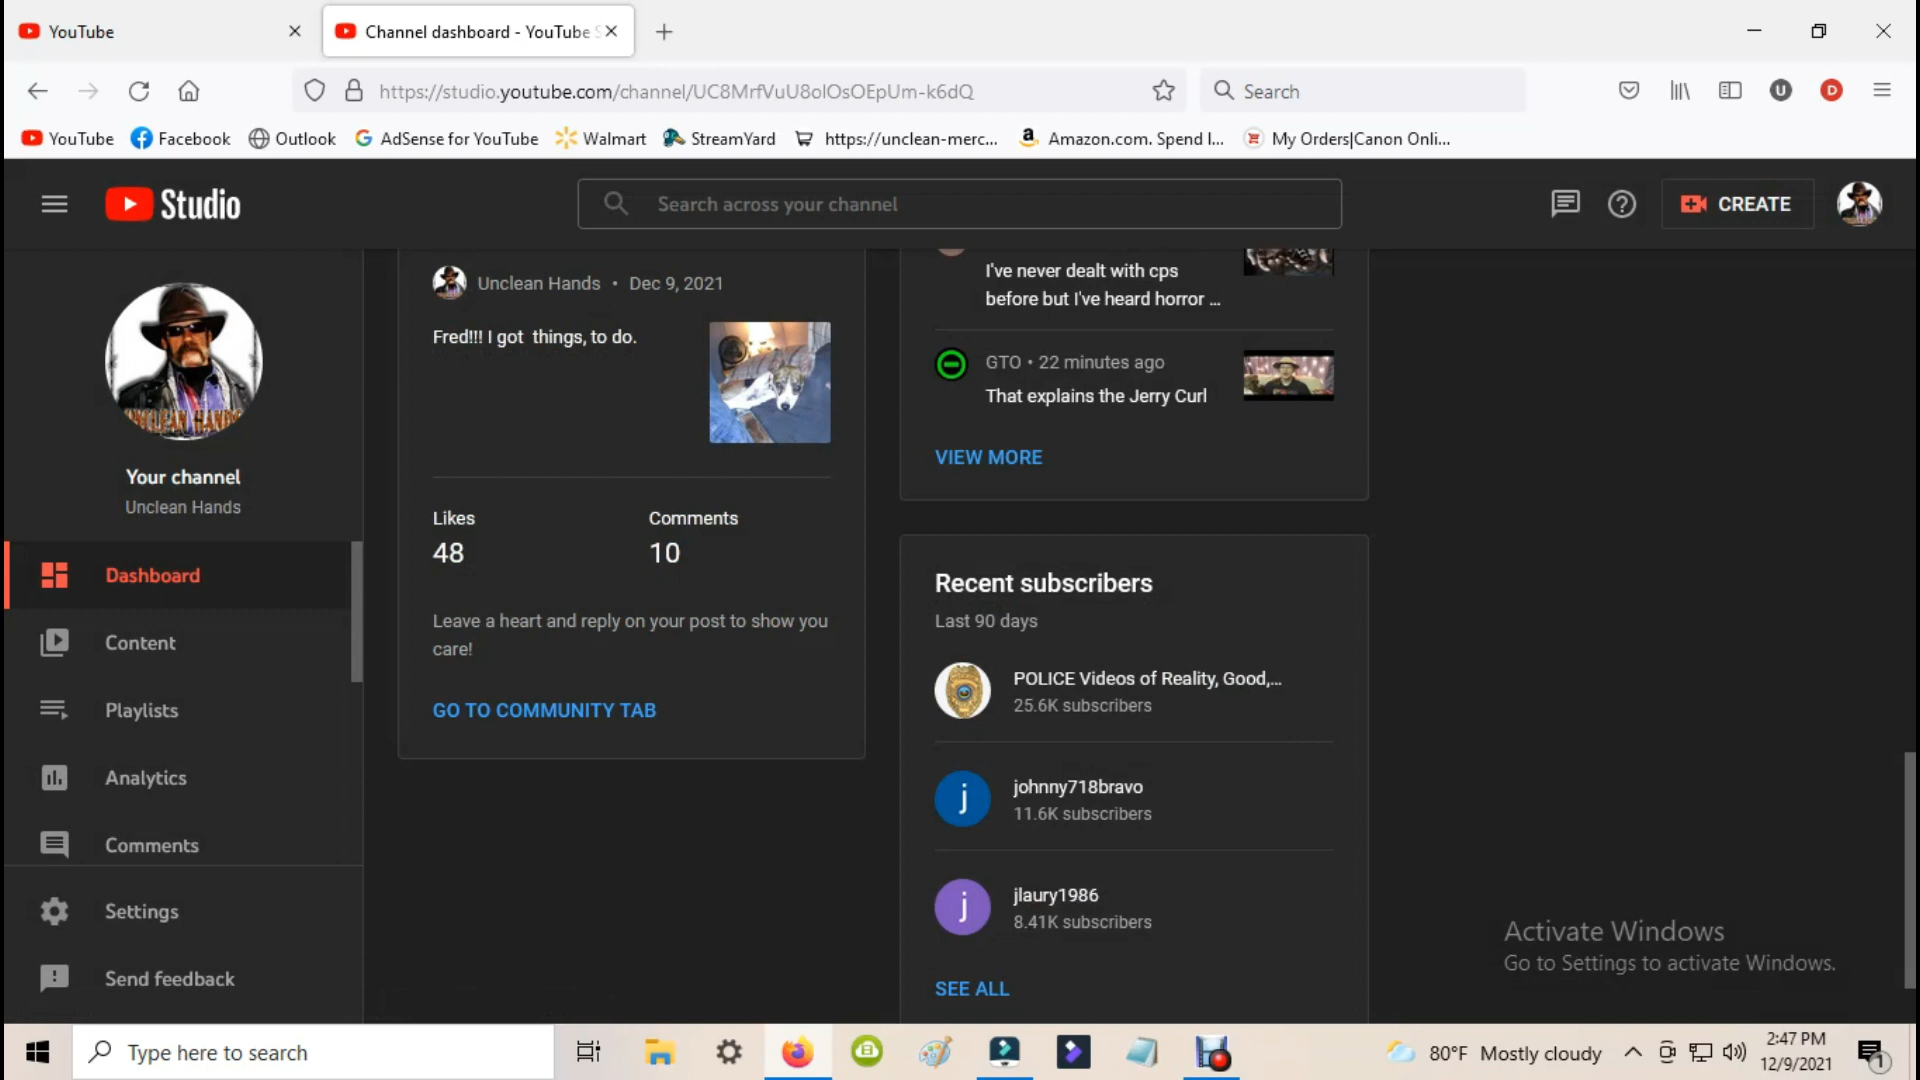 YouTube
Channel dashboard - YouTube S
https://studio.youtube.com/channel/UC8MrfVuU8oIOsOEpUm-k6dQ
Search
YouTube
Facebook
Outlook
AdSense for YouTube
Walmart
StreamYard
https://unclean-merc...
Amazon.com. Spend l...
My Orders|Canon Onli...
Studio
Search across your channel
CREATE
UNCLEAN HANDS
Your channel
Unclean Hands
Dashboard
Content
Playlists
Analytics
Comments
Settings
Send feedback
Unclean Hands • Dec 9, 2021
Fred!!! I got things, to do.
Likes
48
Comments
10
Leave a heart and reply on your post to show you
care!
GO TO COMMUNITY TAB
I've never dealt with cps
before but I've heard horror ...
GTO • 22 minutes ago
That explains the Jerry Curl
VIEW MORE
Recent subscribers
Last 90 days
POLICE Videos of Reality, Good,...
25.6K subscribers
j
johnny718bravo
11.6K subscribers
j
jlaury1986
8.41K subscribers
SEE ALL
Activate Windows
Go to Settings to activate Windows.
Type here to search
80°F Mostly cloudy
2:47 PM
12/9/2021
1